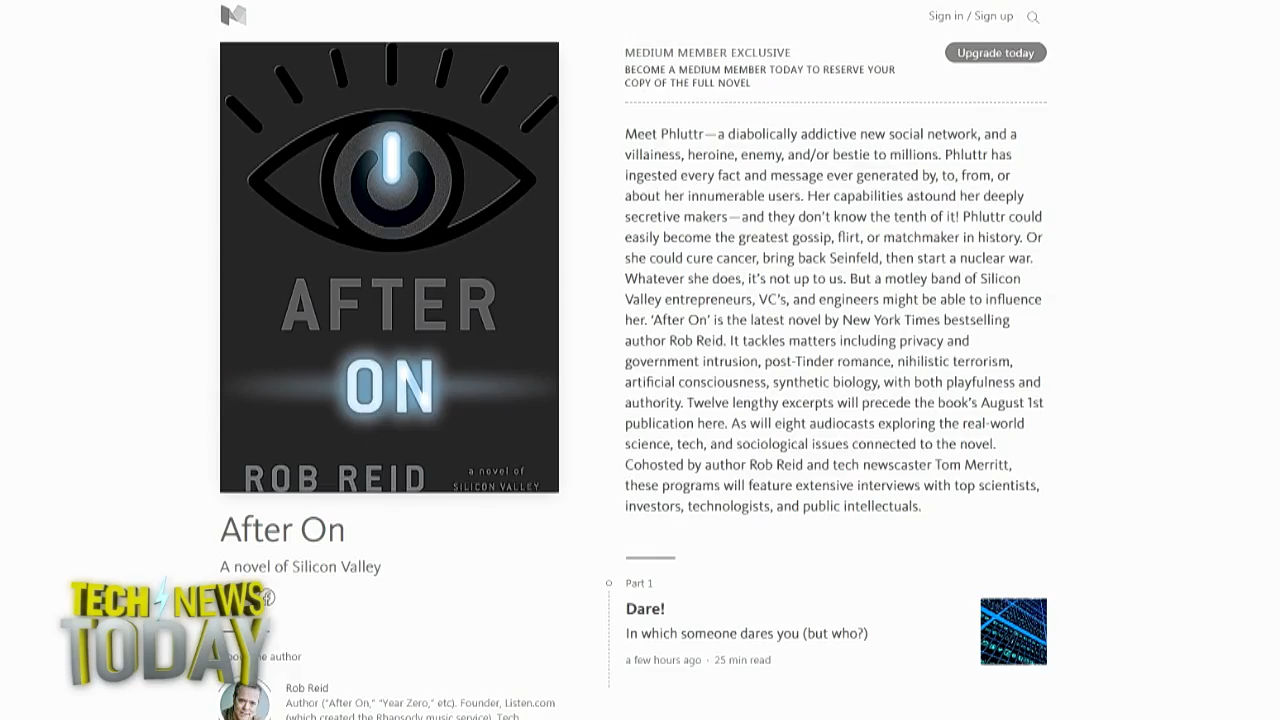 Sign in / Sign up
MEDIUM MEMBER EXCLUSIVE
BECOME A MEDIUM MEMBER TODAY TO RESERVE YOUR
COPY OF THE FULL NOVEL
Upgrade today
AFTER
ON
ROB REID
a novel of
SILICON VALLEY
Meet Phluttr—a diabolically addictive new social network, and a
villainess, heroine, enemy, and/or bestie to millions. Phluttr has
ingested every fact and message ever generated by, to, from, or
about her innumerable users. Her capabilities astound her deeply
secretive makers—and they don't know the tenth of it! Phluttr could
easily become the greatest gossip, flirt, or matchmaker in history. Or
she could cure cancer, bring back Seinfeld, then start a nuclear war.
Whatever she does, it's not up to us. But a motley band of Silicon
Valley entrepreneurs, VC's, and engineers might be able to influence
her. 'After On' is the latest novel by New York Times bestselling
author Rob Reid. It tackles matters including privacy and
government intrusion, post-Tinder romance, nihilistic terrorism,
artificial consciousness, synthetic biology, with both playfulness and
authority. Twelve lengthy excerpts will precede the book's August 1st
publication here. As will eight audiocasts exploring the real-world
science, tech, and sociological issues connected to the novel.
Cohosted by author Rob Reid and tech newscaster Tom Merritt,
these programs will feature extensive interviews with top scientists,
investors, technologists, and public intellectuals.
After On
A novel of Silicon Valley
TECH NEWS
TODAY
author
Rob Reid
Author ("After On," "Year Zero," etc). Founder, Listen.com
(which created the Rhapsody music service). Tech
Part 1
Dare!
In which someone dares you (but who?)
a few hours ago · 25 min read